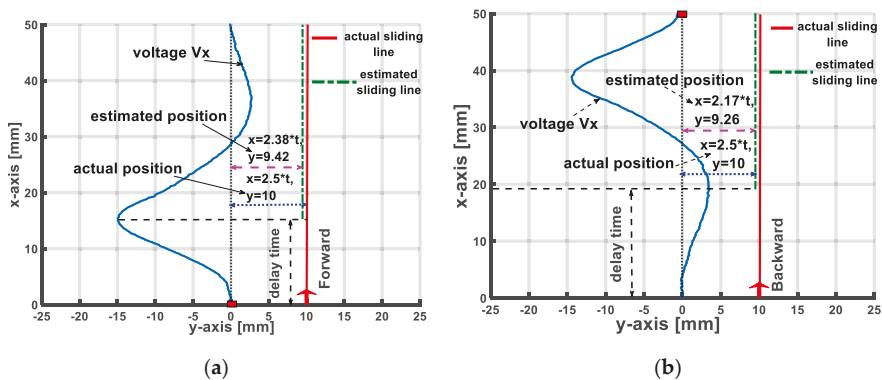 50
40
30
20
10
0
x-axis [mm]
-25 -20 -15 -10 -5 0 5 10 15 20 25
y-axis [mm]
voltage Vx
estimated position
x=2.38*t,
y=9.42
actual position
x=2.5*t,
y=10
delay time
Forward
actual sliding
line
estimated
sliding line
(a)
50
40
30
20
10
0
x-axis [mm]
-25 -20 -15 -10 -5 0 5 10 15 20 25
y-axis [mm]
estimated position
x=2.17*t,
y=9.26
voltage Vx
x=2.5*t,
actual position
y=10
delay time
Backward
actual sliding
line
estimated
sliding line
(b)